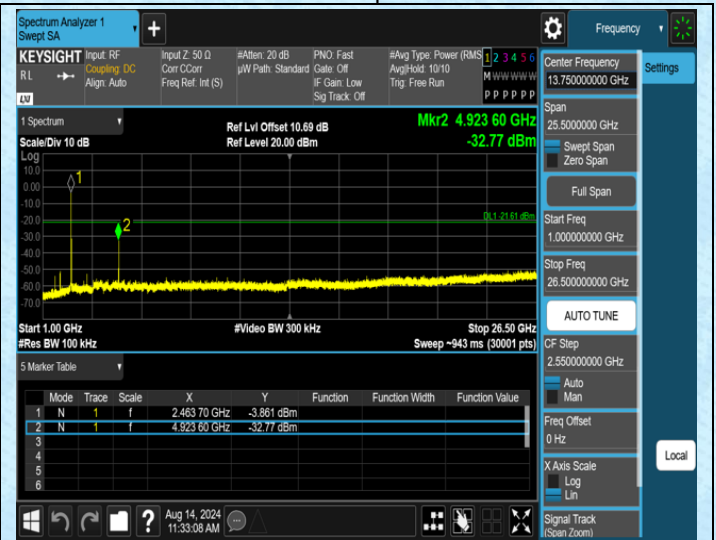 Spectrum Analyzer 1
Swept SA
+
Frequency
KEYSIGHT
RL
LXI
Input: RF
Coupling: DC
Align: Auto
Input Z: 50 Ω
Corr CCorr
Freq Ref: Int (S)
#Atten: 20 dB
µW Path: Standard
PNO: Fast
Gate: Off
IF Gain: Low
Sig Track: Off
#Avg Type: Power (RMS
Avg|Hold: 10/10
Trig: Free Run
1 2 3 4 5 6
M W W W W W
P P P P P P
1 Spectrum
Scale/Div 10 dB
Ref Lvl Offset 10.69 dB
Ref Level 20.00 dBm
Mkr2 4.923 60 GHz
-32.77 dBm
Log
10.0
0.00
-10.0
-20.0
-30.0
-40.0
-50.0
-60.0
-70.0
1
2
DL1 -21.61 dBm
Start 1.00 GHz
#Res BW 100 kHz
#Video BW 300 kHz
Stop 26.50 GHz
Sweep ~943 ms (30001 pts)
5 Marker Table
Mode Trace Scale X Y Function Function Width Function Value
1 N 1 f 2.463 70 GHz -3.861 dBm
2 N 1 f 4.923 60 GHz -32.77 dBm
3
4
5
6
?
Aug 14, 2024
11:33:08 AM
Center Frequency
13.750000000 GHz
Span
25.5000000 GHz
Swept Span
Zero Span
Full Span
Start Freq
1.000000000 GHz
Stop Freq
26.500000000 GHz
AUTO TUNE
CF Step
2.550000000 GHz
Auto
Man
Freq Offset
0 Hz
X Axis Scale
Log
Lin
Signal Track
(Span Zoom)
Settings
Local